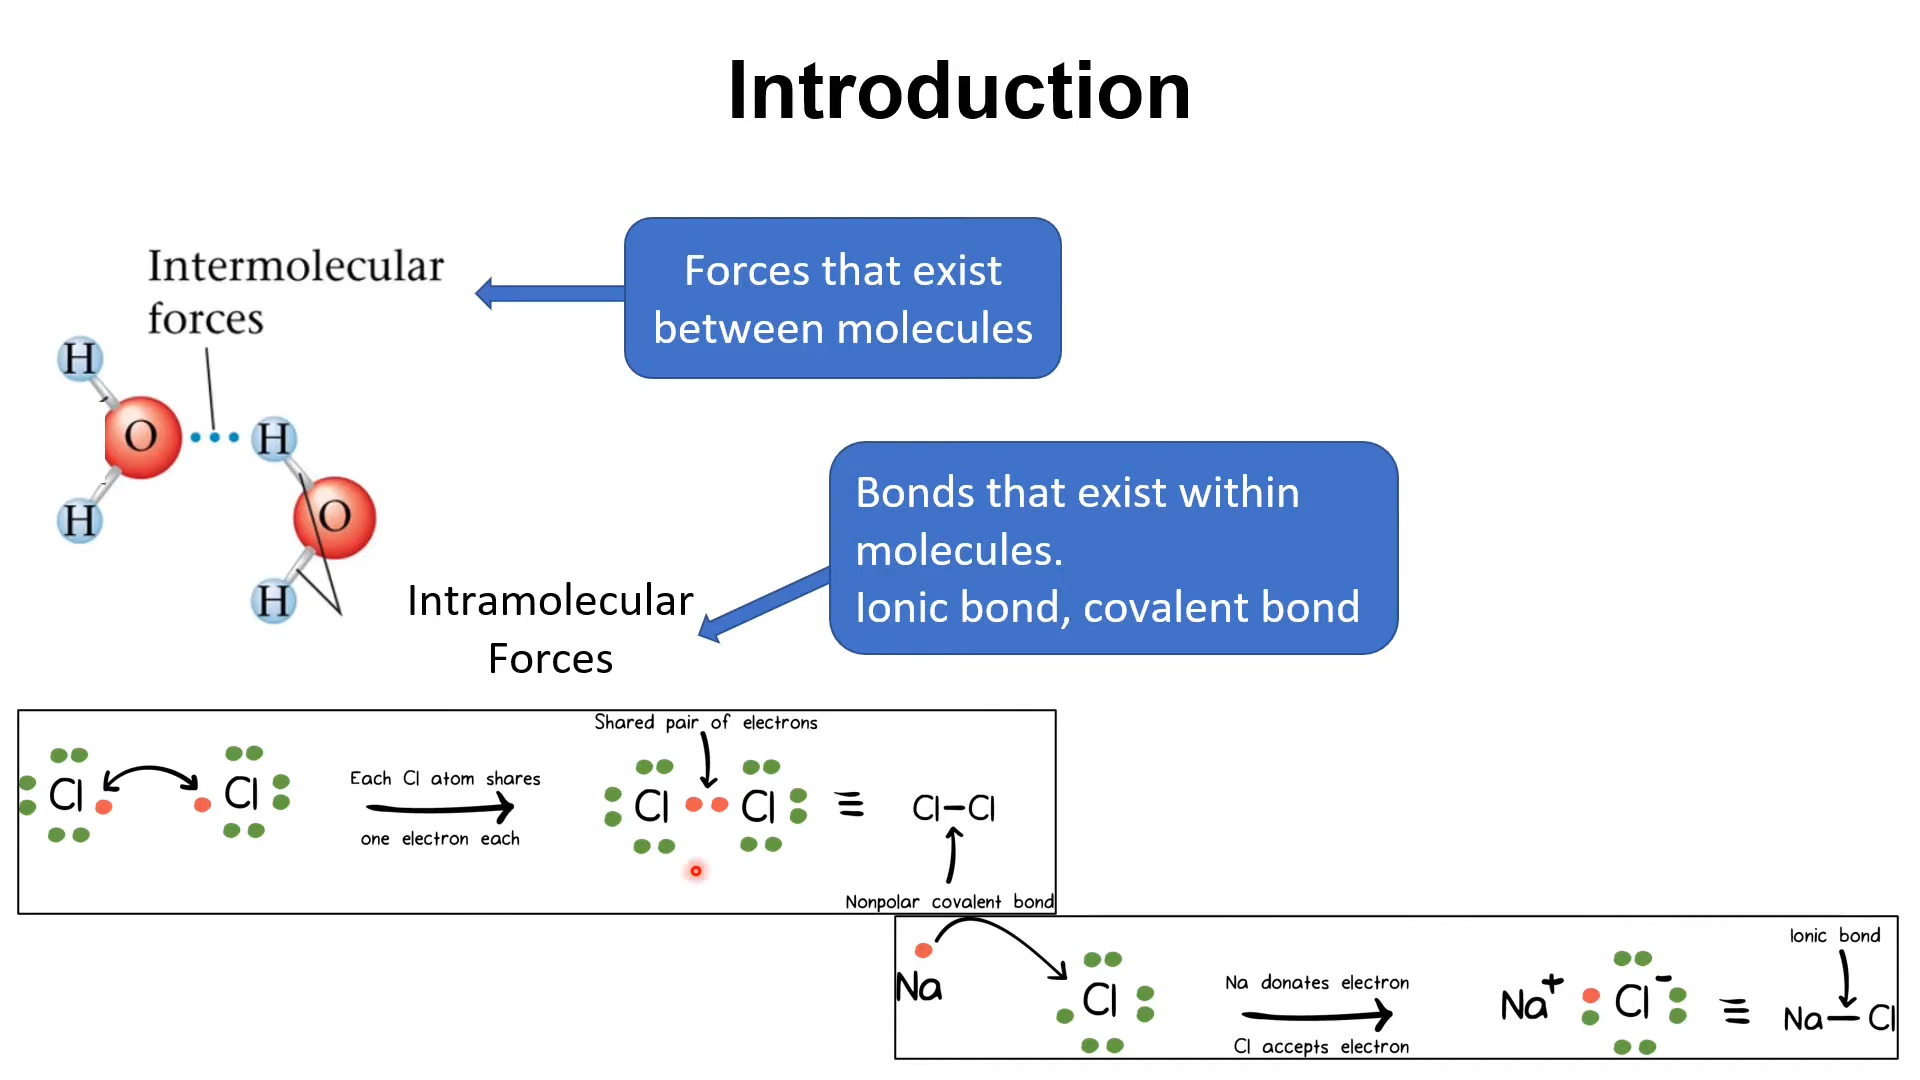 Introduction
Intermolecular
forces
Forces that exist
between molecules
H
O
H
H
O
H
Bonds that exist within
molecules.
Ionic bond, covalent bond
Intramolecular
Forces
Shared pair of electrons
Cl
Cl
Each Cl atom shares
one electron each
Cl
Cl
≡
Cl–Cl
Nonpolar covalent bond
Na
Cl
Na donates electron
Cl accepts electron
Na+
Cl-
≡
Ionic bond
Na–Cl